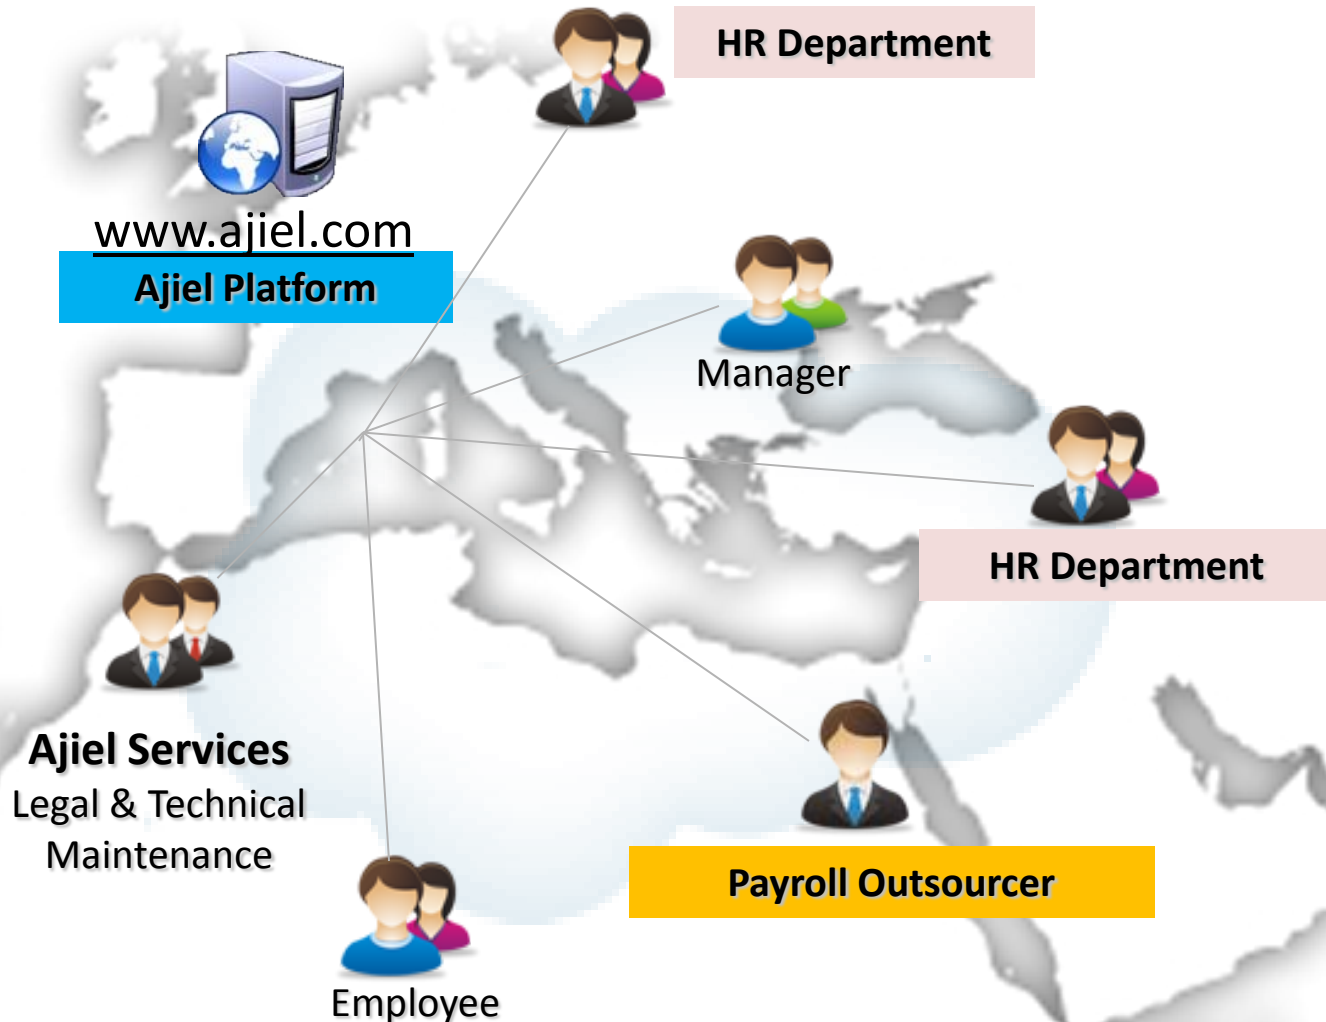 HR Department
www.ajiel.com
Ajiel Platform
Manager
HR Department
Ajiel Services
Legal & Technical
Maintenance
Payroll Outsourcer
Employee